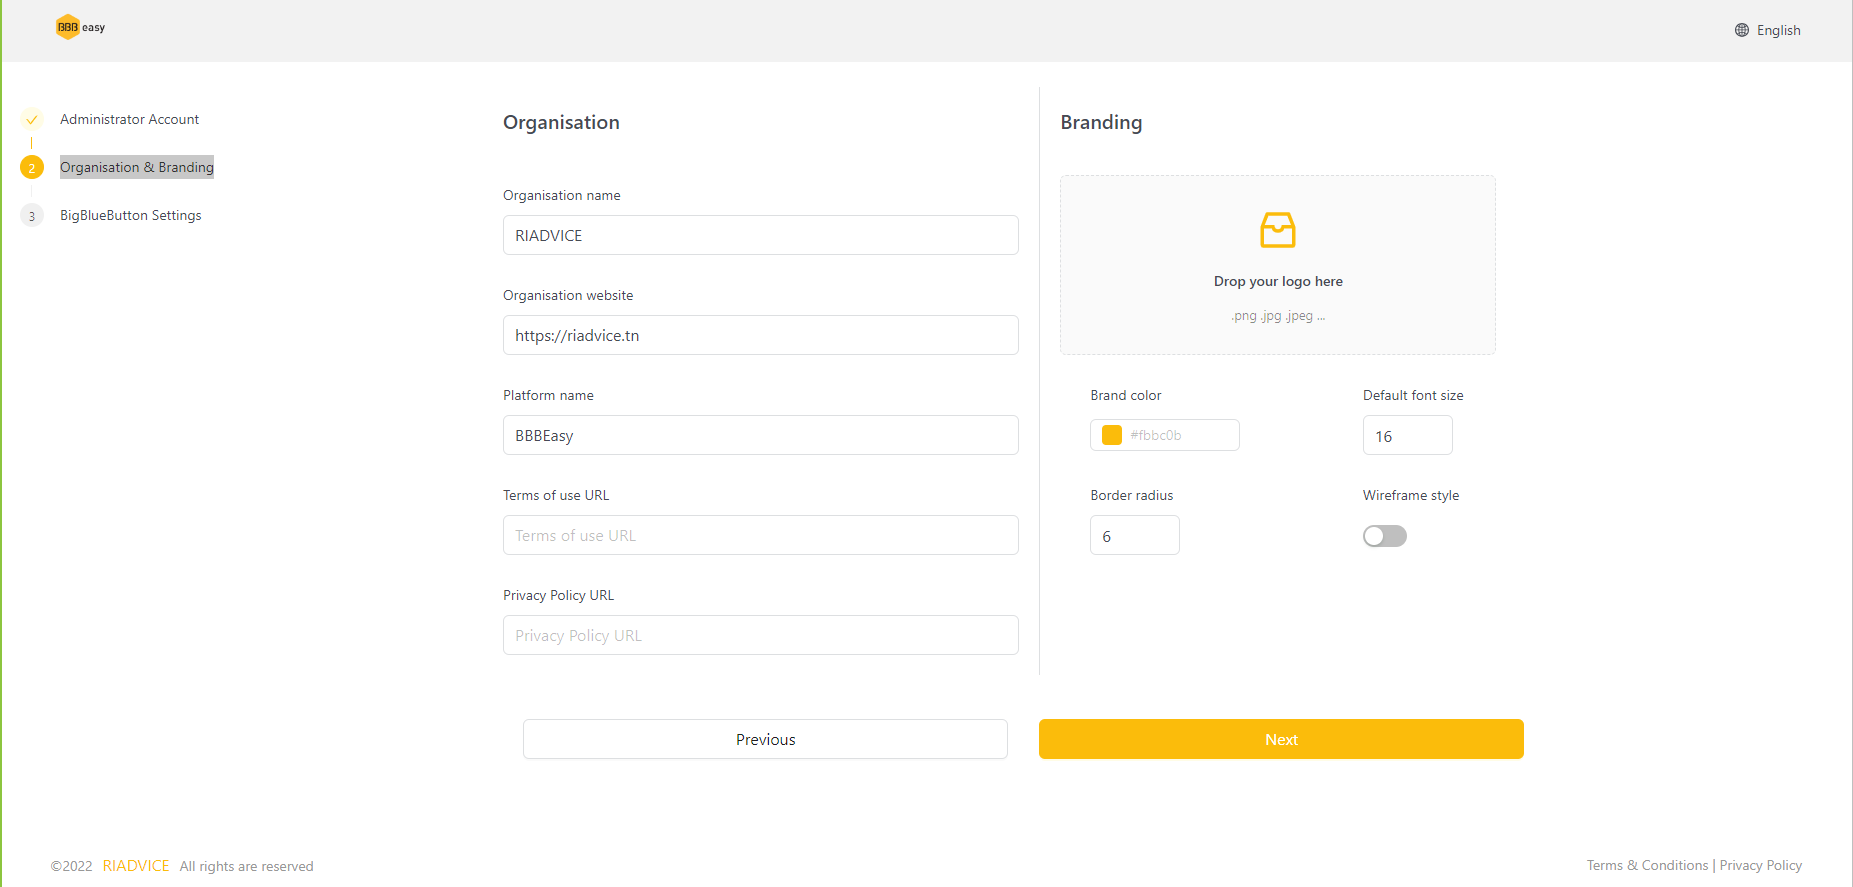 BBB easy
English
Administrator Account
2 Organisation & Branding
3 BigBlueButton Settings
Organisation
Organisation name
RIADVICE
Organisation website
https://riadvice.tn
Platform name
BBBEasy
Terms of use URL
Terms of use URL
Privacy Policy URL
Privacy Policy URL
Branding
Drop your logo here
.png .jpg .jpeg ...
Brand color
#fbbc0b
Default font size
16
Border radius
6
Wireframe style
Previous
Next
©2022 RIADVICE All rights are reserved
Terms & Conditions | Privacy Policy